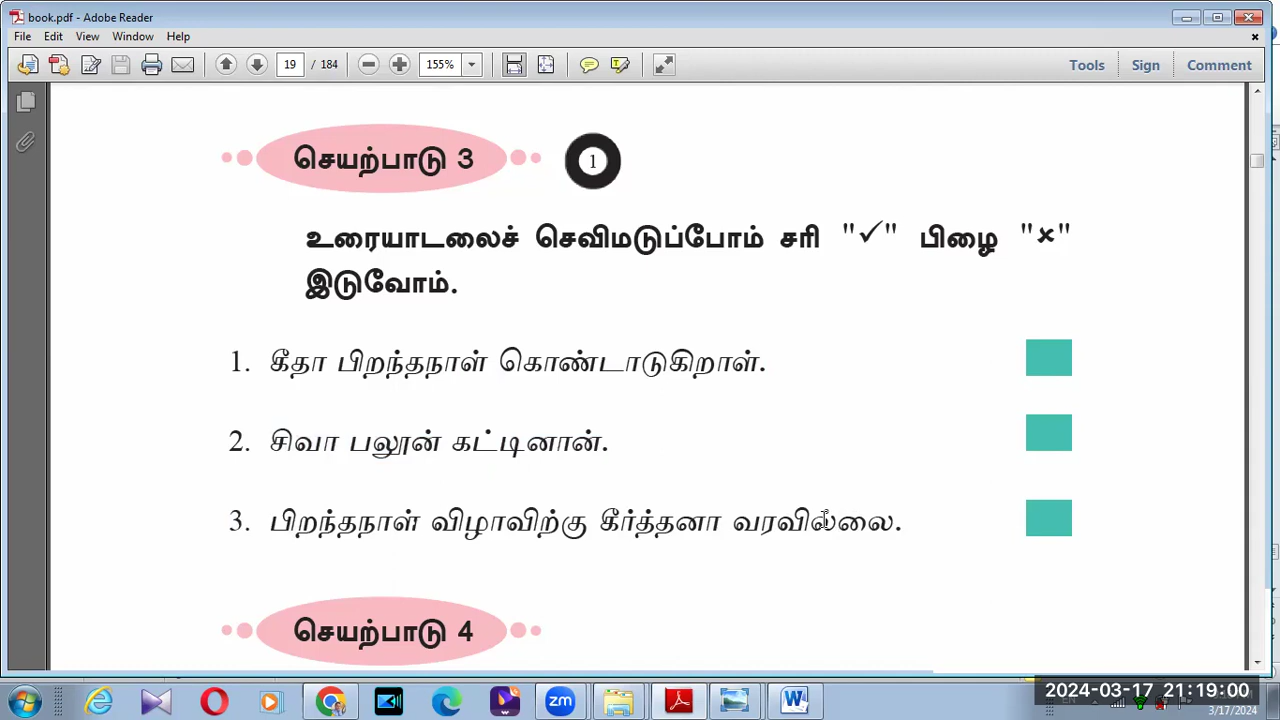 book.pdf - Adobe Reader
File Edit View Window Help
19 / 184 155% Tools Sign Comment
செயற்பாடு 3 1
உரையாடலைச் செவிமடுப்போம் சரி "✓" பிழை "×"
இடுவோம்.
1. கீதா பிறந்தநாள் கொண்டாடுகிறாள்.
2. சிவா பலூன் கட்டினான்.
3. பிறந்தநாள் விழாவிற்கு கீர்த்தனா வரவில்லை.
செயற்பாடு 4
2024-03-17 21:19:00
3/17/2024